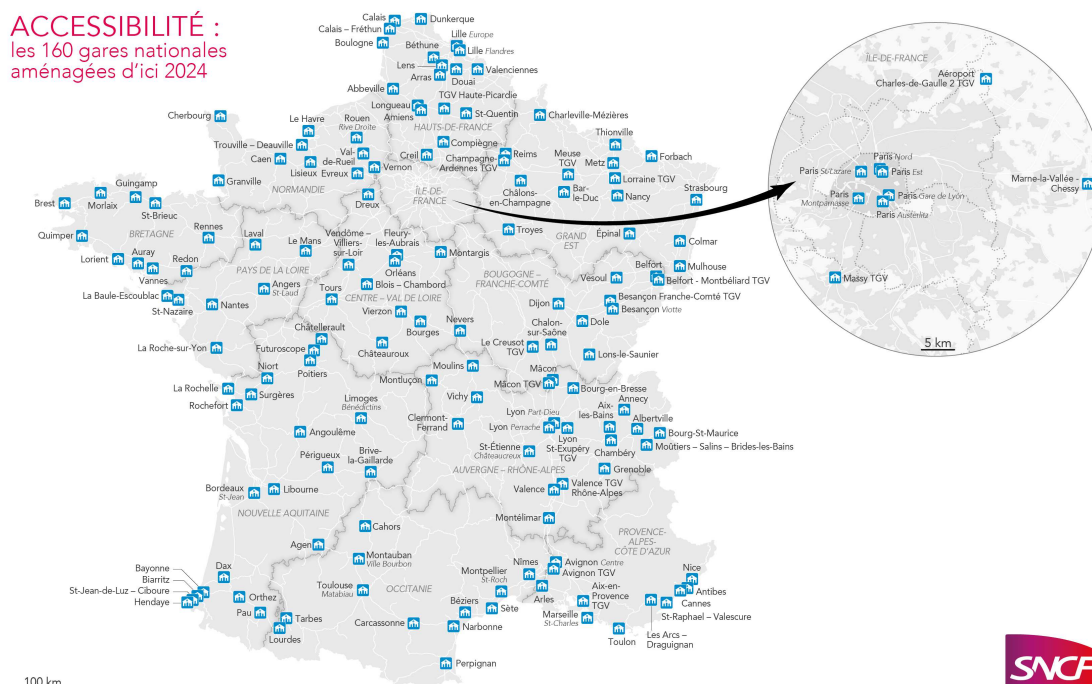 ACCESSIBILITÉ :
les 160 gares nationales
aménagées d'ici 2024
Calais
Dunkerque
Calais – Fréthun
Boulogne
Béthune
Lille Europe
Lille Flandres
Lens
Arras
Douai
Valenciennes
Abbeville
TGV Haute-Picardie
Longueau
Amiens
St-Quentin
HAUTS-DE-FRANCE
Charleville-Mézières
Cherbourg
Le Havre
Rouen
Rive Droite
Trouville – Deauville
Val-
de-Rueil
Caen
Lisieux
Evreux
Vernon
Creil
Compiègne
Champagne-
Ardennes TGV
Reims
Thionville
Meuse
TGV
Metz
Forbach
Lorraine TGV
Granville
NORMANDIE
Dreux
ÎLE-DE-
FRANCE
Châlons-
en-Champagne
Bar-
le-Duc
Nancy
Strasbourg
Brest
Morlaix
Guingamp
St-Brieuc
BRETAGNE
Quimper
Rennes
Laval
Le Mans
Vendôme –
Villiers-
sur-Loir
Fleury-
les-Aubrais
Orléans
Montargis
Troyes
GRAND
EST
Épinal
Colmar
Lorient
Auray
Vannes
Redon
PAYS DE LA LOIRE
Angers
St-Laud
Tours
Blois – Chambord
CENTRE – VAL DE LOIRE
BOUGOGNE –
FRANCHE-COMTÉ
Vesoul
Belfort
Mulhouse
Belfort - Montbéliard TGV
La Baule-Escoublac
St-Nazaire
Nantes
Vierzon
Bourges
Nevers
Dijon
Besançon Franche-Comté TGV
Besançon Viotte
Dole
Chalon-
sur-Saône
Le Creusot
TGV
Lons-le-Saunier
La Roche-sur-Yon
Châtellerault
Futuroscope
Poitiers
Niort
Châteauroux
Moulins
Montluçon
Mâcon
Mâcon TGV
Bourg-en-Bresse
La Rochelle
Surgères
Rochefort
Limoges
Bénédictins
Vichy
Annecy
Aix-
les-Bains
Albertville
Clermont-
Ferrand
Lyon Part-Dieu
Lyon Perrache
Lyon
St-Exupéry
TGV
Bourg-St-Maurice
Moûtiers – Salins – Brides-les-Bains
Chambéry
Angoulême
St-Étienne
Châteaucreux
Périgueux
Brive-
la-Gaillarde
AUVERGNE – RHÔNE-ALPES
Grenoble
Bordeaux
St-Jean
Libourne
Valence
Valence TGV
Rhône-Alpes
NOUVELLE AQUITAINE
Cahors
Montélimar
PROVENCE-
ALPES-
CÔTE D'AZUR
Agen
Montauban
Ville Bourbon
Bayonne
Biarritz
St-Jean-de-Luz – Ciboure
Hendaye
Dax
Orthez
Pau
Toulouse
Matabiau
OCCITANIE
Montpellier
St-Roch
Nîmes
Avignon Centre
Avignon TGV
Nice
Antibes
Cannes
St-Raphael – Valescure
Arles
Aix-en-
Provence
TGV
Tarbes
Lourdes
Carcassonne
Béziers
Sète
Narbonne
Marseille
St-Charles
Toulon
Les Arcs –
Draguignan
Perpignan
100 km
ÎLE-DE-FRANCE
Aéroport
Charles-de-Gaulle 2 TGV
Paris St-Lazare
Paris Nord
Paris Est
Paris
Montparnasse
Paris Gare de Lyon
Paris Austerlitz
Marne-la-Vallée -
Chessy
Massy TGV
5 km
SNCF